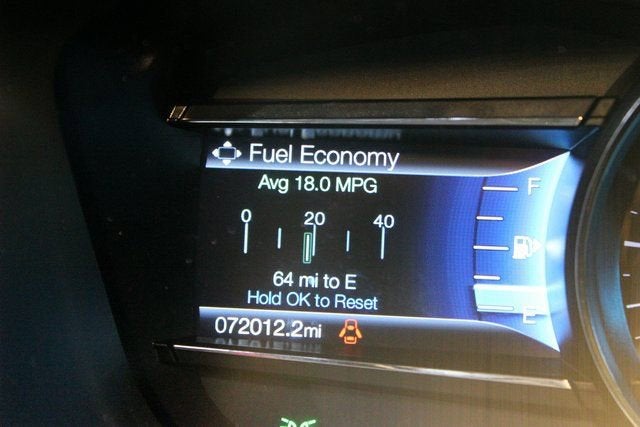 Fuel Economy
Avg 18.0 MPG
F
0 20 40
64 mi to E
Hold OK to Reset
E
072012.2mi